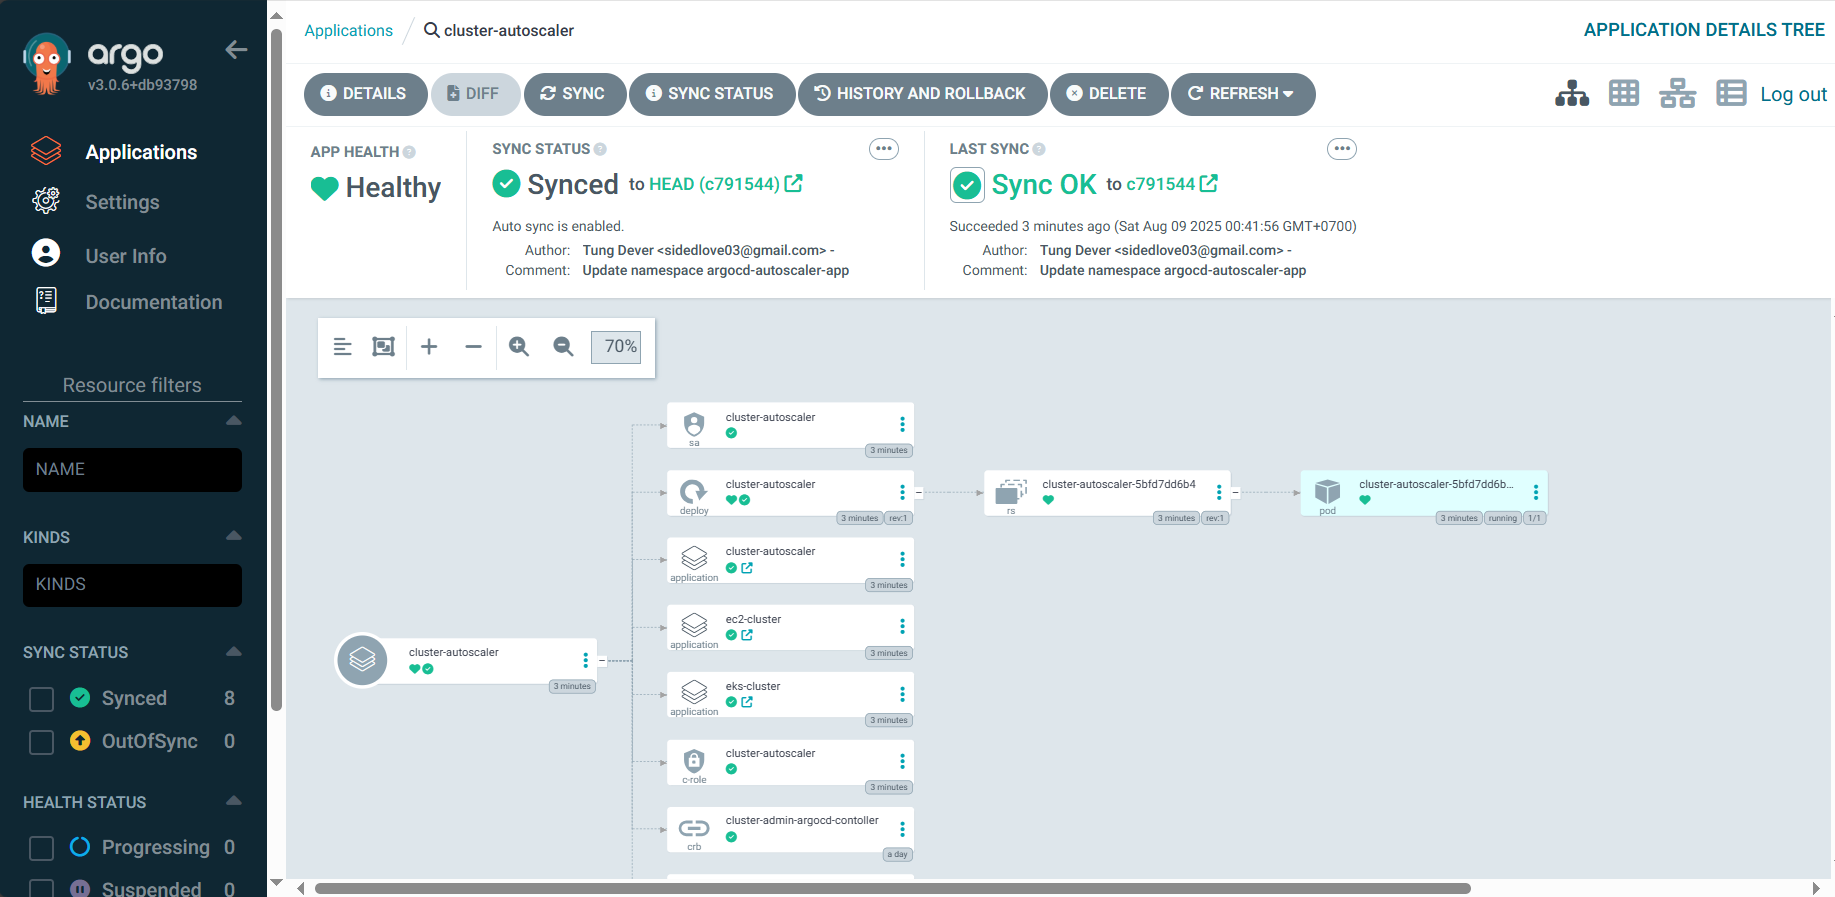 argo
v3.0.6+db93798
Applications
Settings
User Info
Documentation
Resource filters
NAME
NAME
KINDS
KINDS
SYNC STATUS
Synced 8
OutOfSync 0
HEALTH STATUS
Progressing 0
Suspended 0
Applications / cluster-autoscaler
APPLICATION DETAILS TREE
DETAILS DIFF SYNC SYNC STATUS HISTORY AND ROLLBACK DELETE REFRESH
Log out
APP HEALTH
Healthy
SYNC STATUS
Synced to HEAD (c791544)
Auto sync is enabled.
Author: Tung Dever <sidedlove03@gmail.com> -
Comment: Update namespace argocd-autoscaler-app
LAST SYNC
Sync OK to c791544
Succeeded 3 minutes ago (Sat Aug 09 2025 00:41:56 GMT+0700)
Author: Tung Dever <sidedlove03@gmail.com> -
Comment: Update namespace argocd-autoscaler-app
70%
cluster-autoscaler
3 minutes
cluster-autoscaler
sa
3 minutes
cluster-autoscaler
deploy
3 minutes rev:1
cluster-autoscaler-5bfd7dd6b4
rs
3 minutes rev:1
cluster-autoscaler-5bfd7dd6b...
pod
3 minutes running 1/1
cluster-autoscaler
application
3 minutes
ec2-cluster
application
3 minutes
eks-cluster
application
3 minutes
cluster-autoscaler
c-role
3 minutes
cluster-admin-argocd-contoller
crb
a day